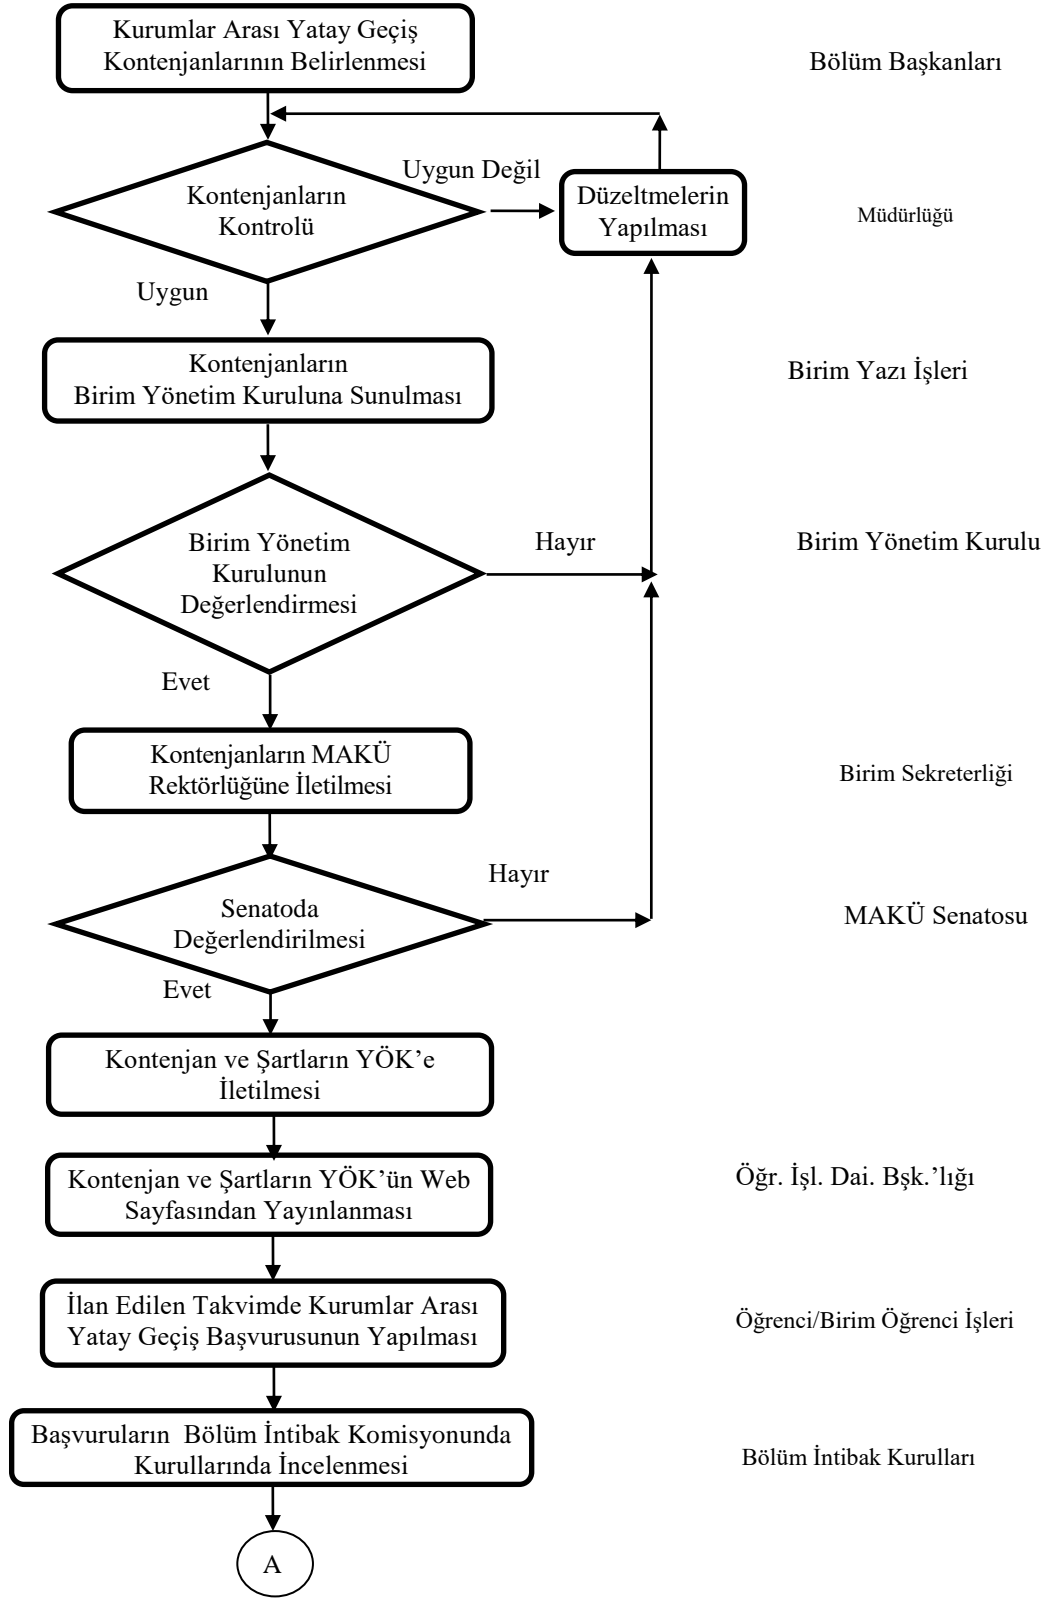 Kurumlar Arası Yatay Geçiş
Kontenjanlarının Belirlenmesi
Bölüm Başkanları
Uygun Değil
Kontenjanların
Kontrolü
Düzeltmelerin
Yapılması
Müdürlüğü
Uygun
Kontenjanların
Birim Yönetim Kuruluna Sunulması
Birim Yazı İşleri
Birim Yönetim
Kurulunun
Değerlendirmesi
Hayır
Birim Yönetim Kurulu
Evet
Kontenjanların MAKÜ
Rektörlüğüne İletilmesi
Birim Sekreterliği
Hayır
Senatoda
Değerlendirilmesi
MAKÜ Senatosu
Evet
Kontenjan ve Şartların YÖK’e
İletilmesi
Kontenjan ve Şartların YÖK’ün Web
Sayfasından Yayınlanması
Öğr. İşl. Dai. Bşk.’lığı
İlan Edilen Takvimde Kurumlar Arası
Yatay Geçiş Başvurusunun Yapılması
Öğrenci/Birim Öğrenci İşleri
Başvuruların  Bölüm İntibak Komisyonunda
Kurullarında İncelenmesi
Bölüm İntibak Kurulları
A